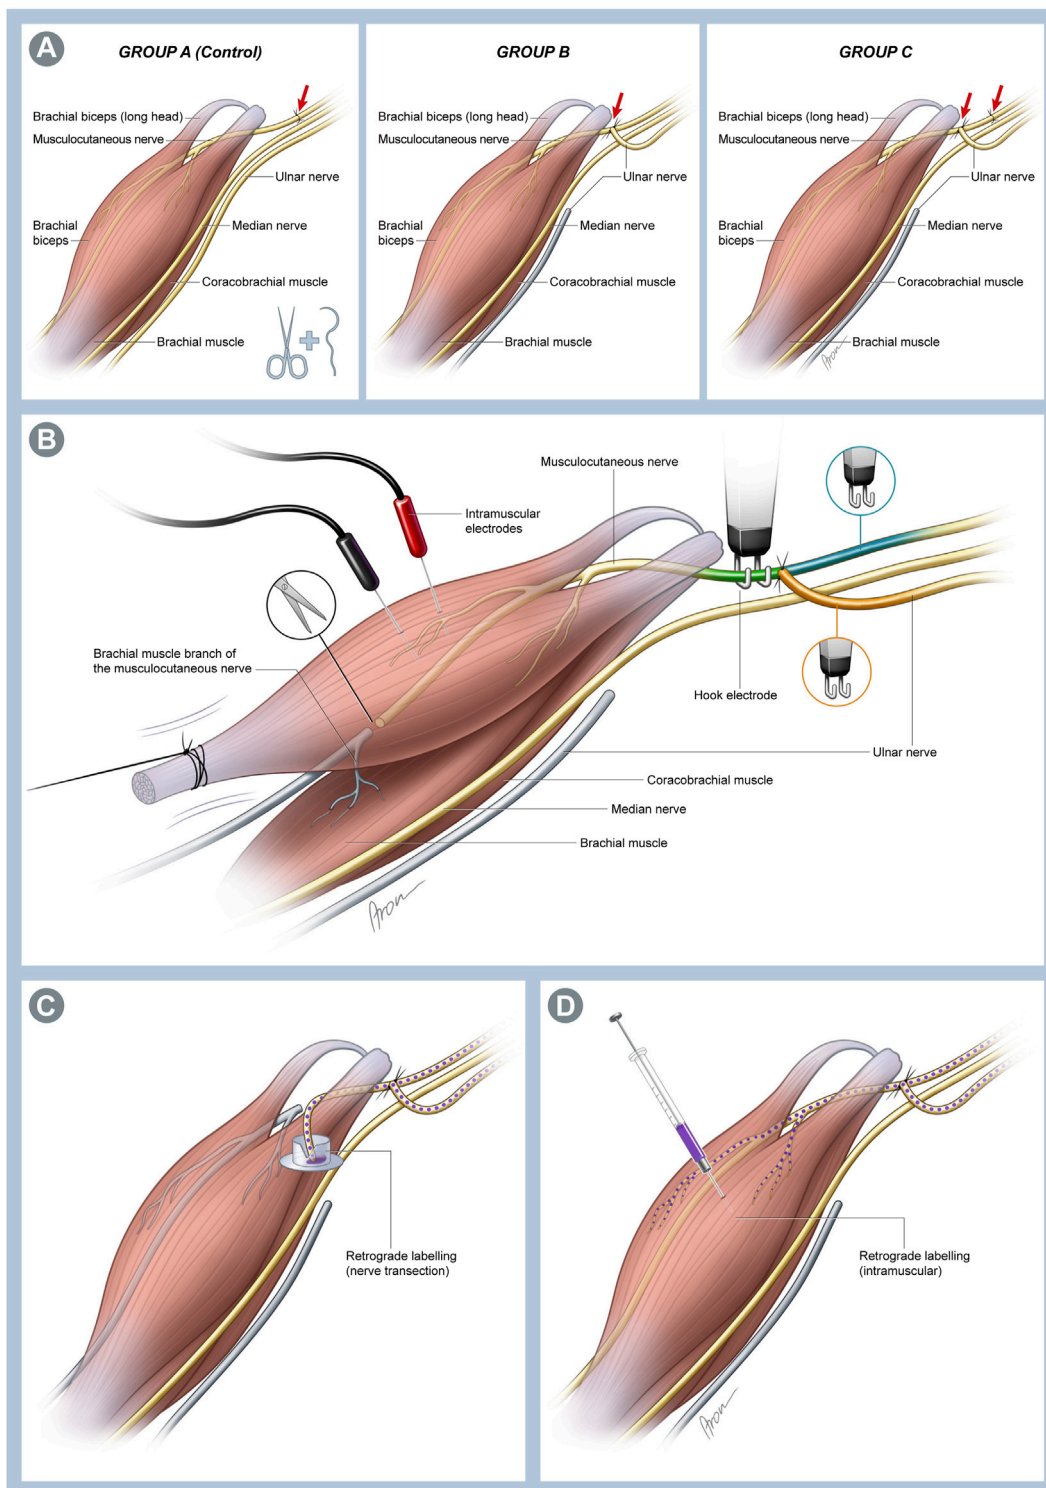 A
GROUP A (Control)
Brachial biceps (long head)
Musculocutaneous nerve
Ulnar nerve
Brachial
biceps
Median nerve
Coracobrachial muscle
Brachial muscle
GROUP B
Brachial biceps (long head)
Musculocutaneous nerve
Ulnar nerve
Brachial
biceps
Median nerve
Coracobrachial muscle
Brachial muscle
GROUP C
Brachial biceps (long head)
Musculocutaneous nerve
Ulnar nerve
Brachial
biceps
Median nerve
Coracobrachial muscle
Brachial muscle
Aron
B
Musculocutaneous nerve
Intramuscular
electrodes
Brachial muscle branch of
the musculocutaneous nerve
Hook electrode
Ulnar nerve
Coracobrachial muscle
Median nerve
Brachial muscle
Aron
C
Retrograde labelling
(nerve transection)
D
Retrograde labelling
(intramuscular)
Aron